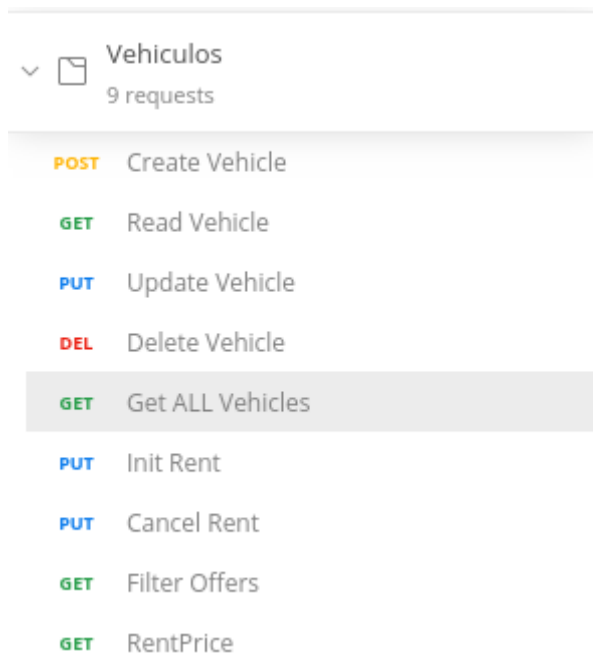 Vehiculos
9 requests
POST Create Vehicle
GET Read Vehicle
PUT Update Vehicle
DEL Delete Vehicle
GET Get ALL Vehicles
PUT Init Rent
PUT Cancel Rent
GET Filter Offers
GET RentPrice